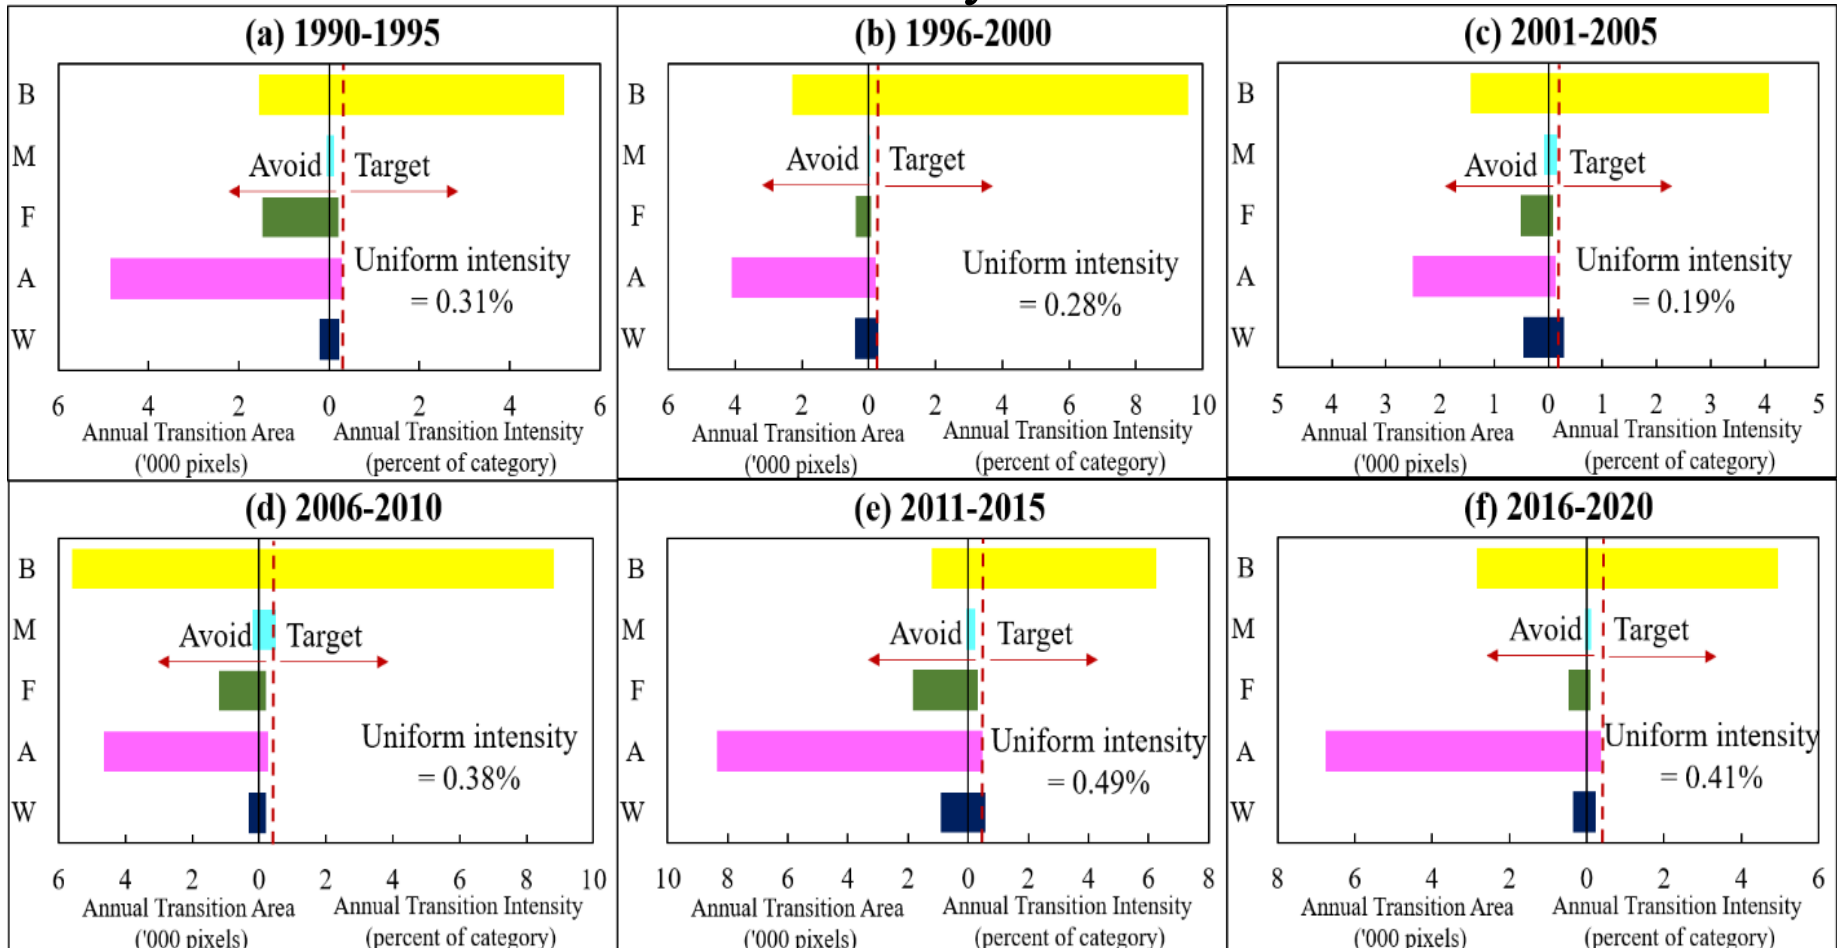 (a) 1990-1995
B
M
Avoid Target
F
Uniform intensity
A
= 0.31%
W
6 4 2 0 2 4 6
Annual Transition Area Annual Transition Intensity
('000 pixels) (percent of category)
(b) 1996-2000
B
M
Avoid Target
F
Uniform intensity
A
= 0.28%
W
6 4 2 0 2 4 6 8 10
Annual Transition Area Annual Transition Intensity
('000 pixels) (percent of category)
(c) 2001-2005
B
M
Avoid Target
F
Uniform intensity
A
= 0.19%
W
5 4 3 2 1 0 1 2 3 4 5
Annual Transition Area Annual Transition Intensity
('000 pixels) (percent of category)
(d) 2006-2010
B
M
Avoid Target
F
Uniform intensity
A
= 0.38%
W
6 4 2 0 2 4 6 8 10
Annual Transition Area Annual Transition Intensity
('000 pixels) (percent of category)
(e) 2011-2015
B
M
Avoid Target
F
Uniform intensity
A
= 0.49%
W
10 8 6 4 2 0 2 4 6 8
Annual Transition Area Annual Transition Intensity
('000 pixels) (percent of category)
(f) 2016-2020
B
M
Avoid Target
F
Uniform intensity
A
= 0.41%
W
8 6 4 2 0 2 4 6
Annual Transition Area Annual Transition Intensity
('000 pixels) (percent of category)